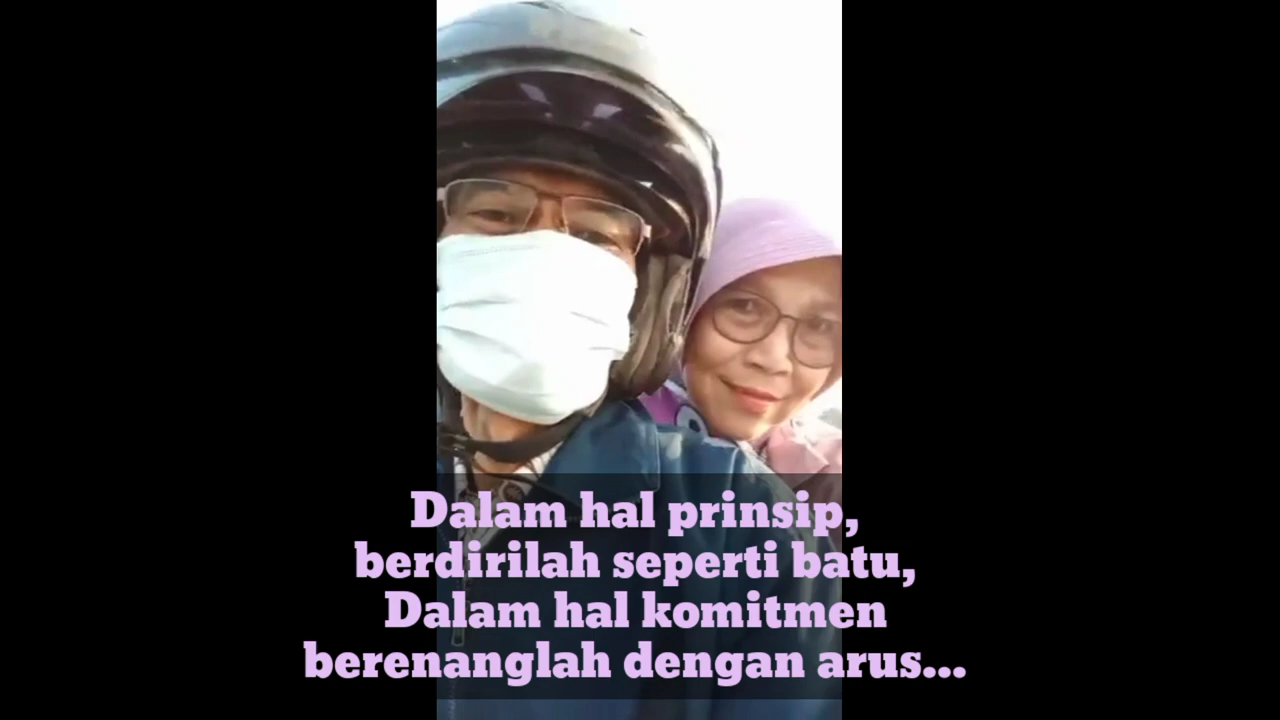 Dalam hal prinsip,
berdirilah seperti batu,
Dalam hal komitmen
berenanglah dengan arus...